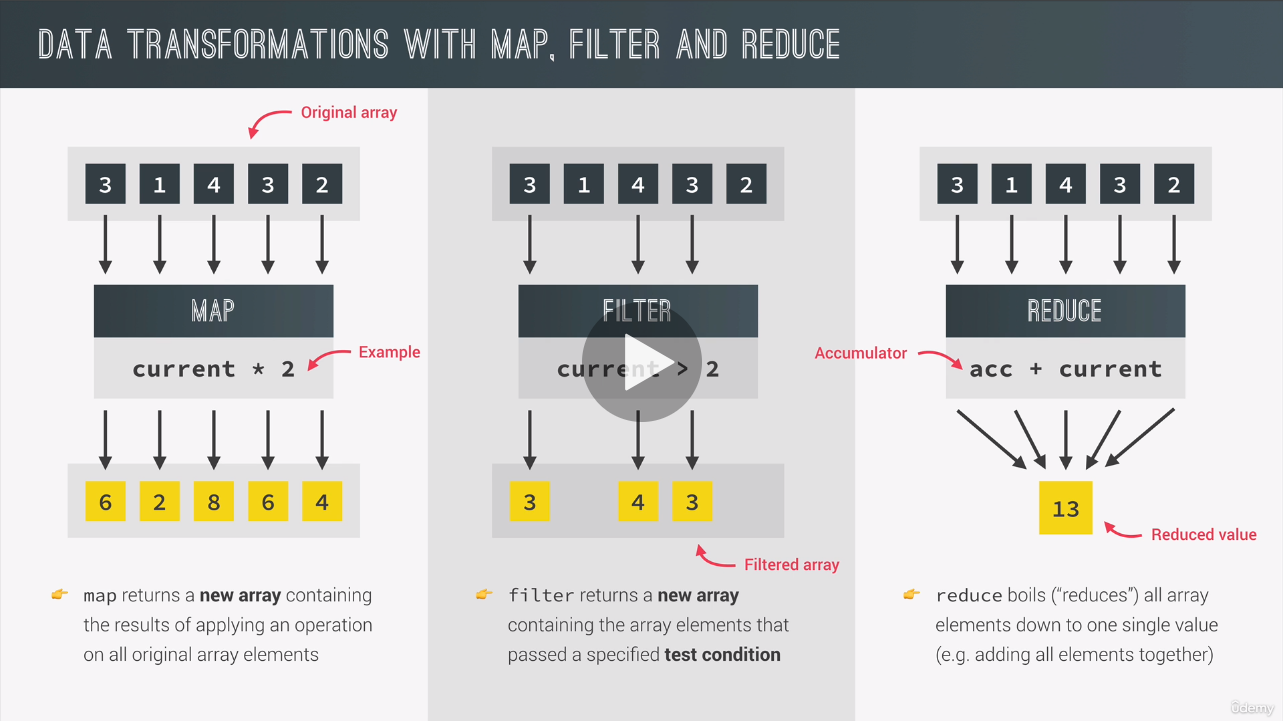 DATA TRANSFORMATIONS WITH MAP, FILTER AND REDUCE
Original array
3 1 4 3 2
MAP
current * 2
Example
6 2 8 6 4
map returns a new array containing
the results of applying an operation
on all original array elements
3 1 4 3 2
FILTER
current > 2
3 4 3
Filtered array
filter returns a new array
containing the array elements that
passed a specified test condition
3 1 4 3 2
REDUCE
Accumulator
acc + current
13
Reduced value
reduce boils (“reduces”) all array
elements down to one single value
(e.g. adding all elements together)
ûdemy